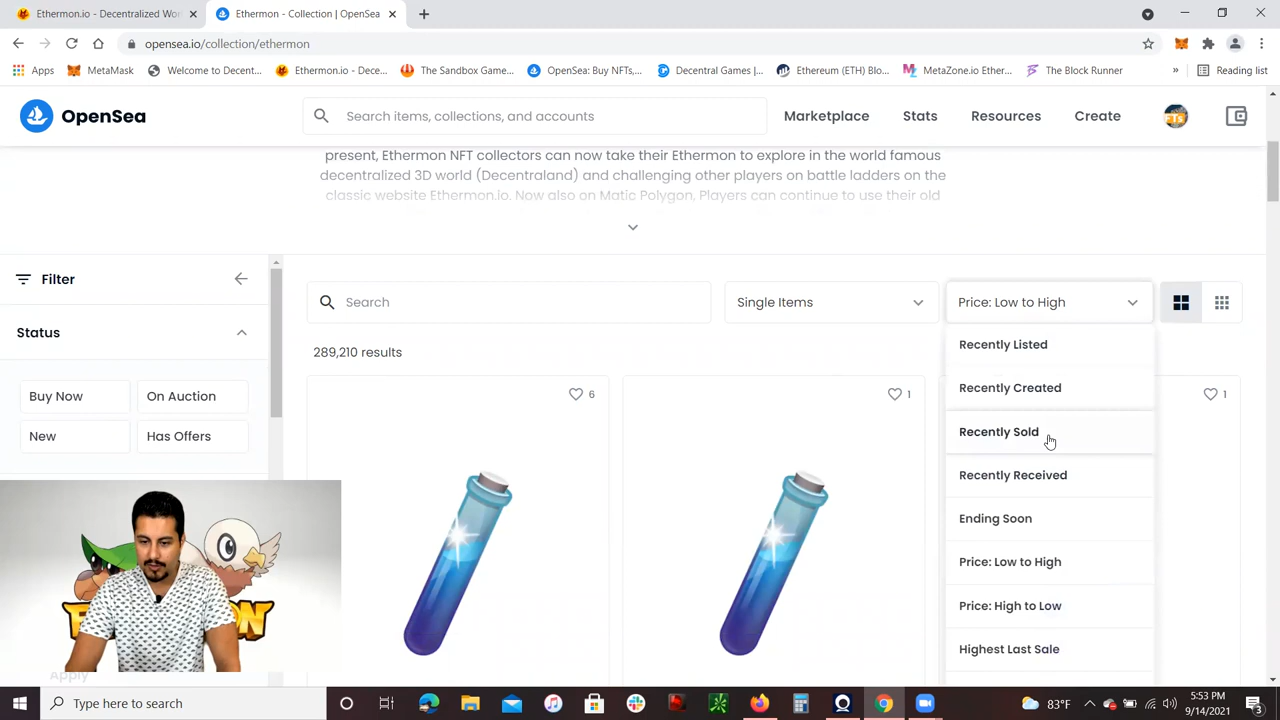 Ethermon.io - Decentralized Wor
Ethermon - Collection | OpenSea
opensea.io/collection/ethermon
Apps
MetaMask
Welcome to Decent...
Ethermon.io - Dece...
The Sandbox Game...
OpenSea: Buy NFTs,...
Decentral Games |...
Ethereum (ETH) Blo...
MetaZone.io Ether...
The Block Runner
»
Reading list
OpenSea
Search items, collections, and accounts
Marketplace
Stats
Resources
Create
present, Ethermon NFT collectors can now take their Ethermon to explore in the world famous
decentralized 3D world (Decentraland) and challenging other players on battle ladders on the
classic website Ethermon.io. Now also on Matic Polygon, Players can continue to use their old
Filter
Search
Single Items
Price: Low to High
Status
289,210 results
Recently Listed
Recently Created
Recently Sold
Recently Received
Ending Soon
Price: Low to High
Price: High to Low
Highest Last Sale
Buy Now
On Auction
New
Has Offers
6
1
1
Apply
Type here to search
83°F
5:53 PM
9/14/2021
3